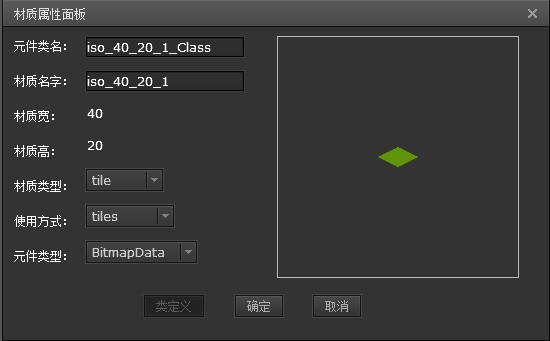 材质属性面板
元件类名： iso_40_20_1_Class
材质名字： iso_40_20_1
材质宽： 40
材质高： 20
材质类型： tile
使用方式： tiles
元件类型： BitmapData
类定义 确定 取消